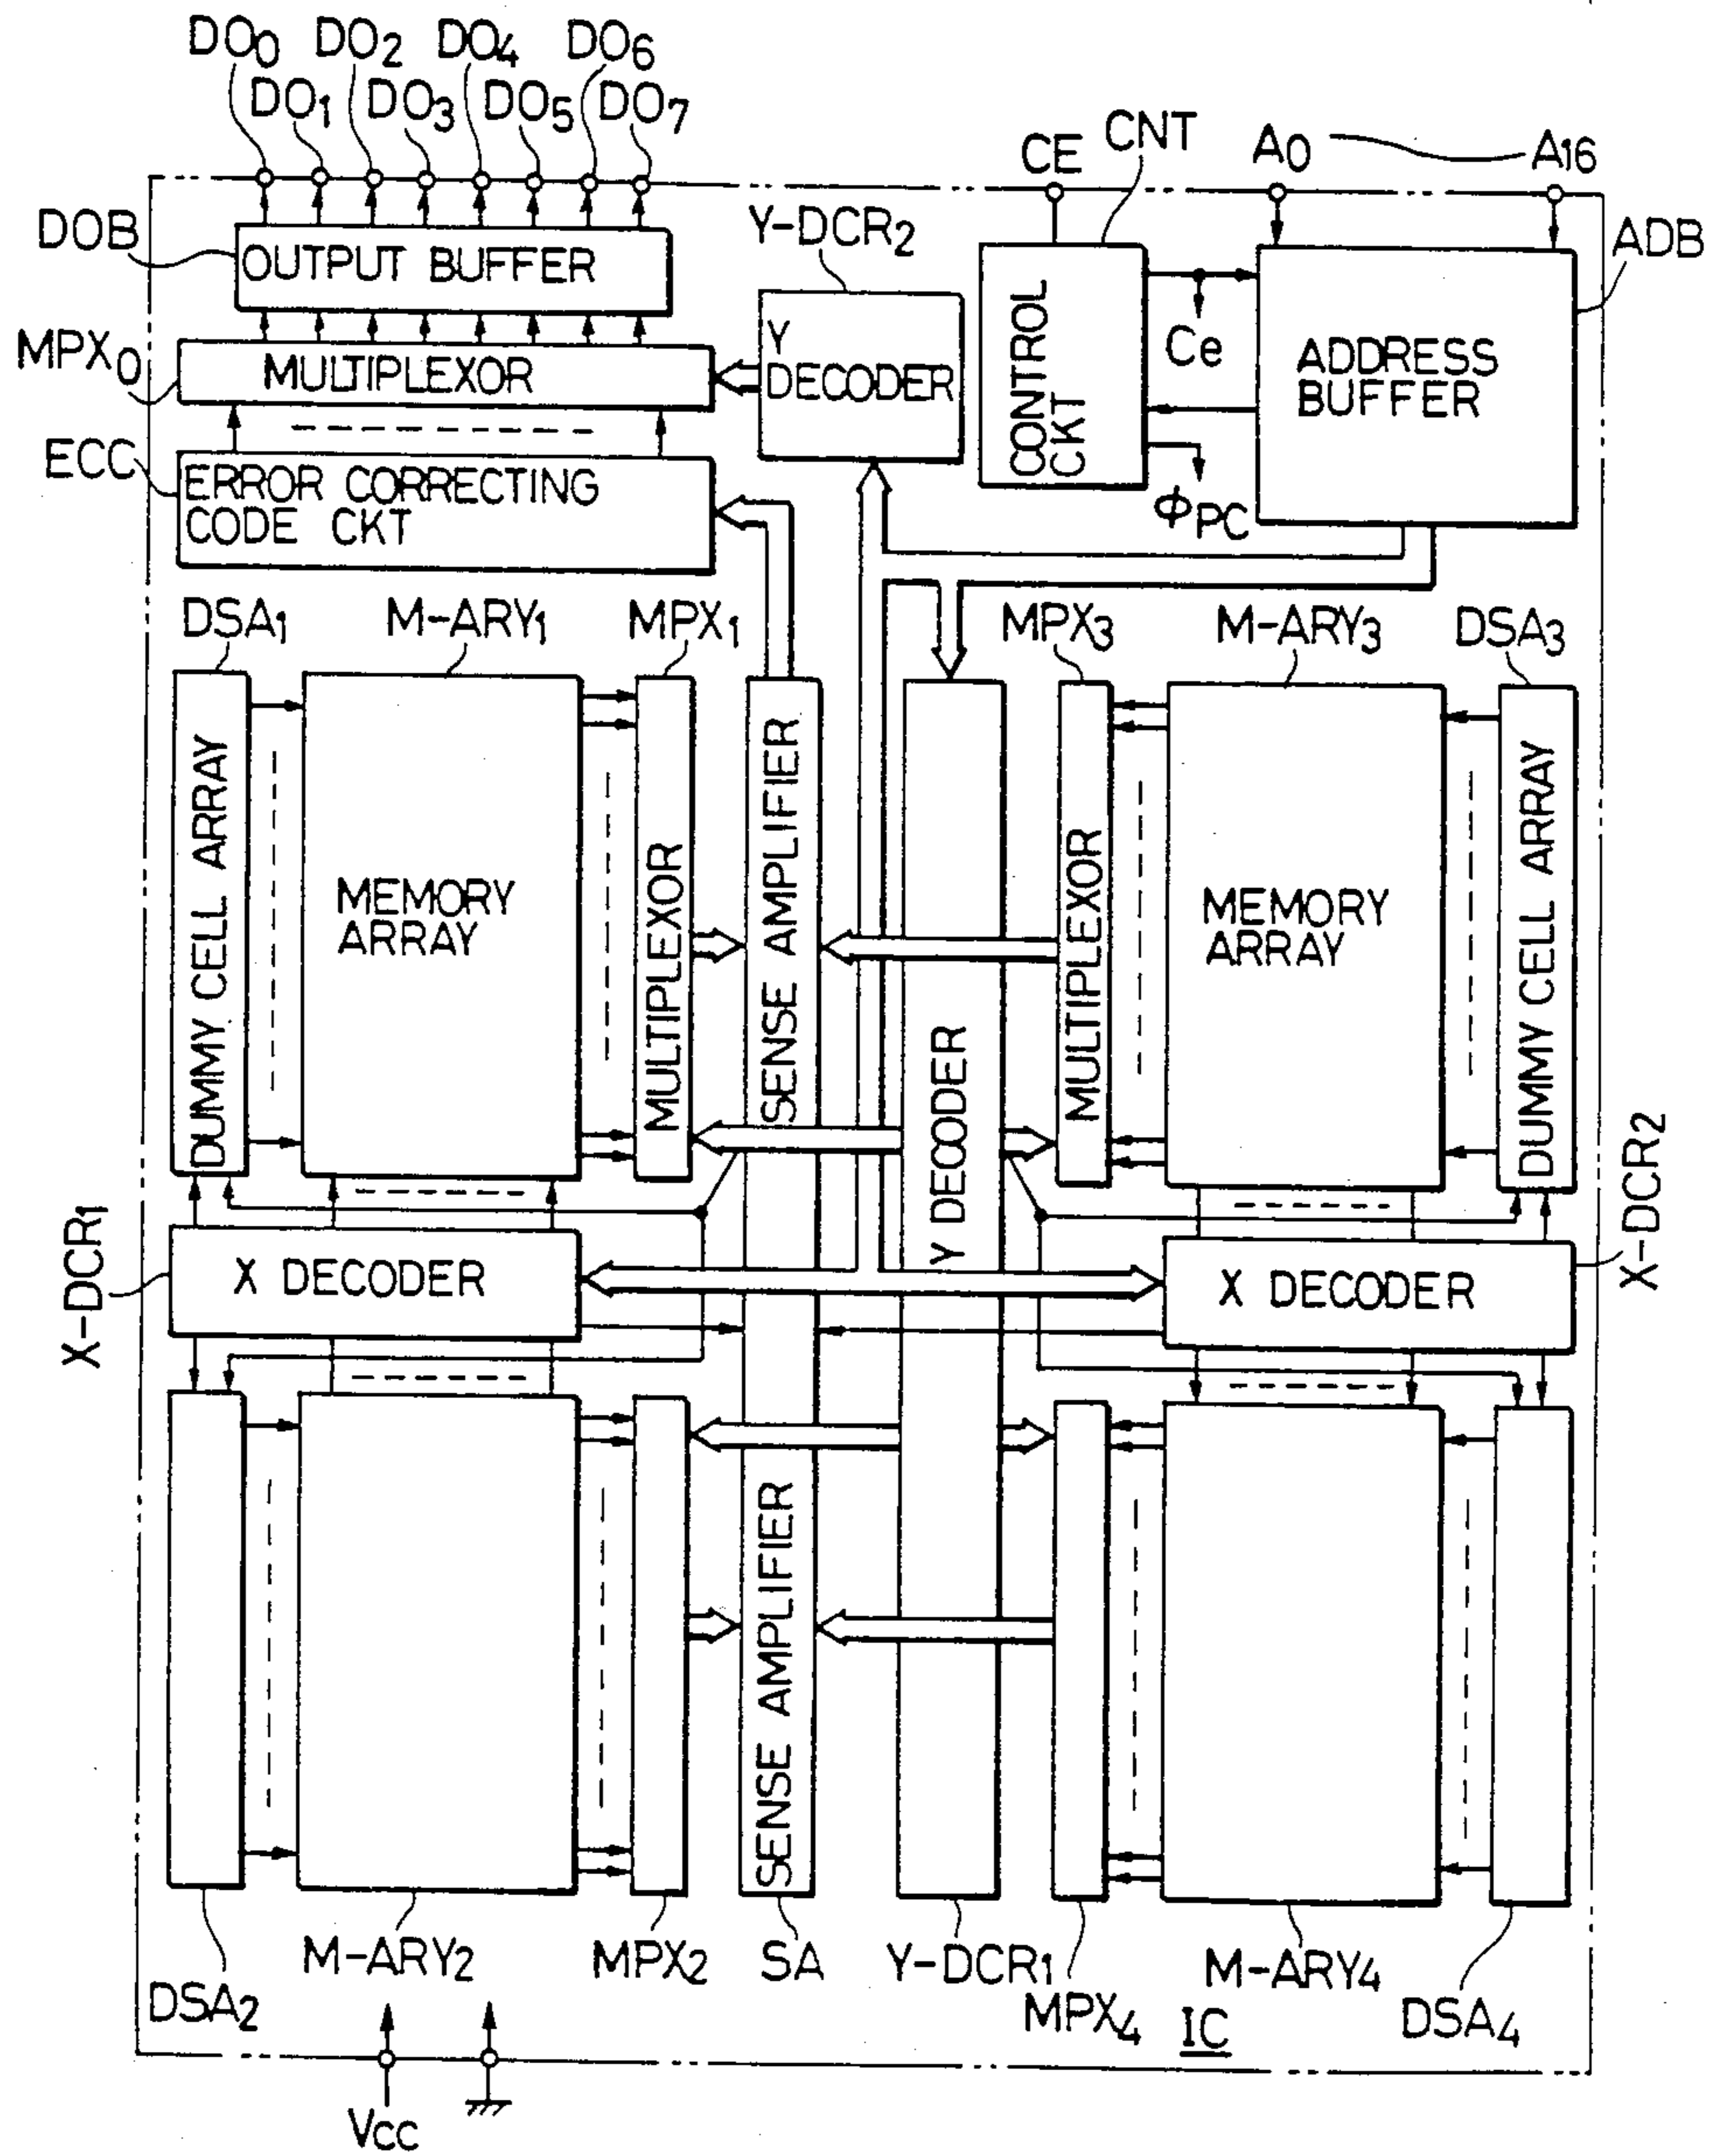 DO0 DO2 DO4 DO6
DO1 DO3 DO5 DO7
CE CNT A0 A16
DOB
OUTPUT BUFFER
Y-DCR2
ADB
MPX0
MULTIPLEXOR
Y
DECODER
CONTROL
CKT
Ce
ADDRESS
BUFFER
ECC
ERROR CORRECTING
CODE CKT
ΦPC
DSA1 M-ARY1 MPX1 MPX3 M-ARY3 DSA3
DUMMY CELL ARRAY
MEMORY
ARRAY
MULTIPLEXOR
SENSE AMPLIFIER
Y DECODER
MULTIPLEXOR
MEMORY
ARRAY
DUMMY CELL ARRAY
X-DCR1
X DECODER
X DECODER
X-DCR2
SENSE AMPLIFIER
DSA2
M-ARY2
MPX2
SA
Y-DCR1
MPX4
M-ARY4
DSA4
IC
VCC